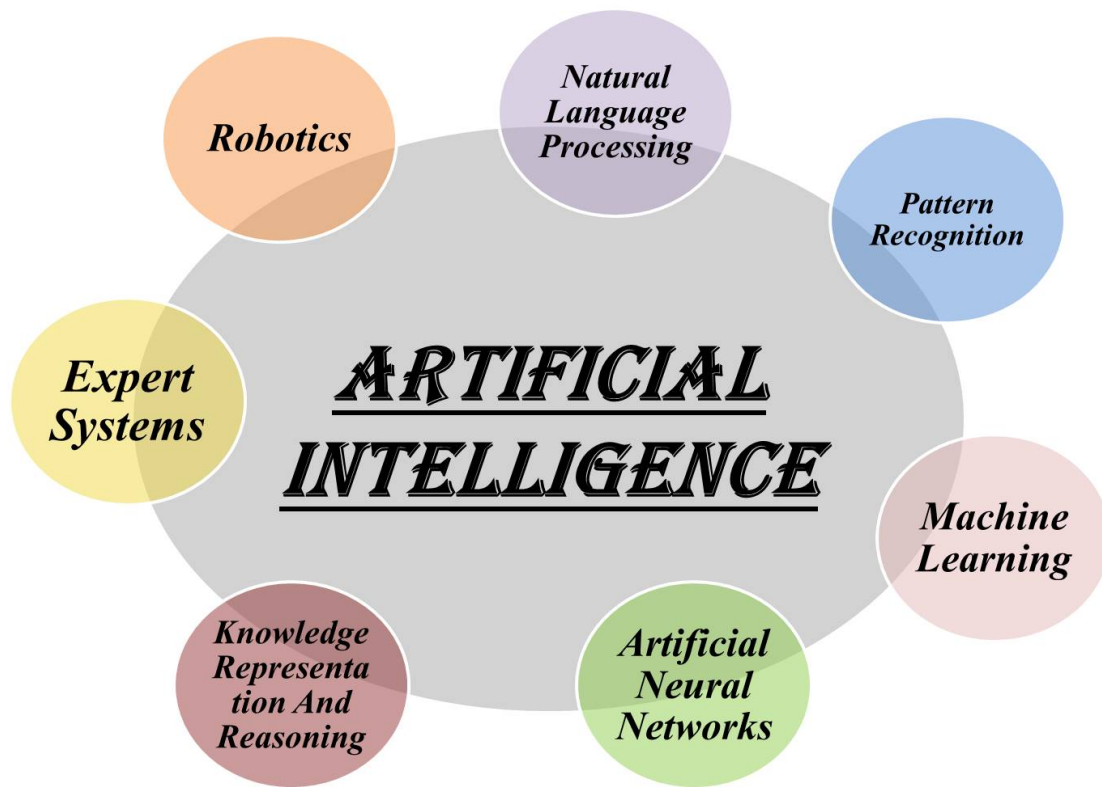 Natural
Language
Processing
Robotics
Pattern
Recognition
Expert
Systems
ARTIFICIAL
INTELLIGENCE
Machine
Learning
Knowledge
Representa
tion And
Reasoning
Artificial
Neural
Networks